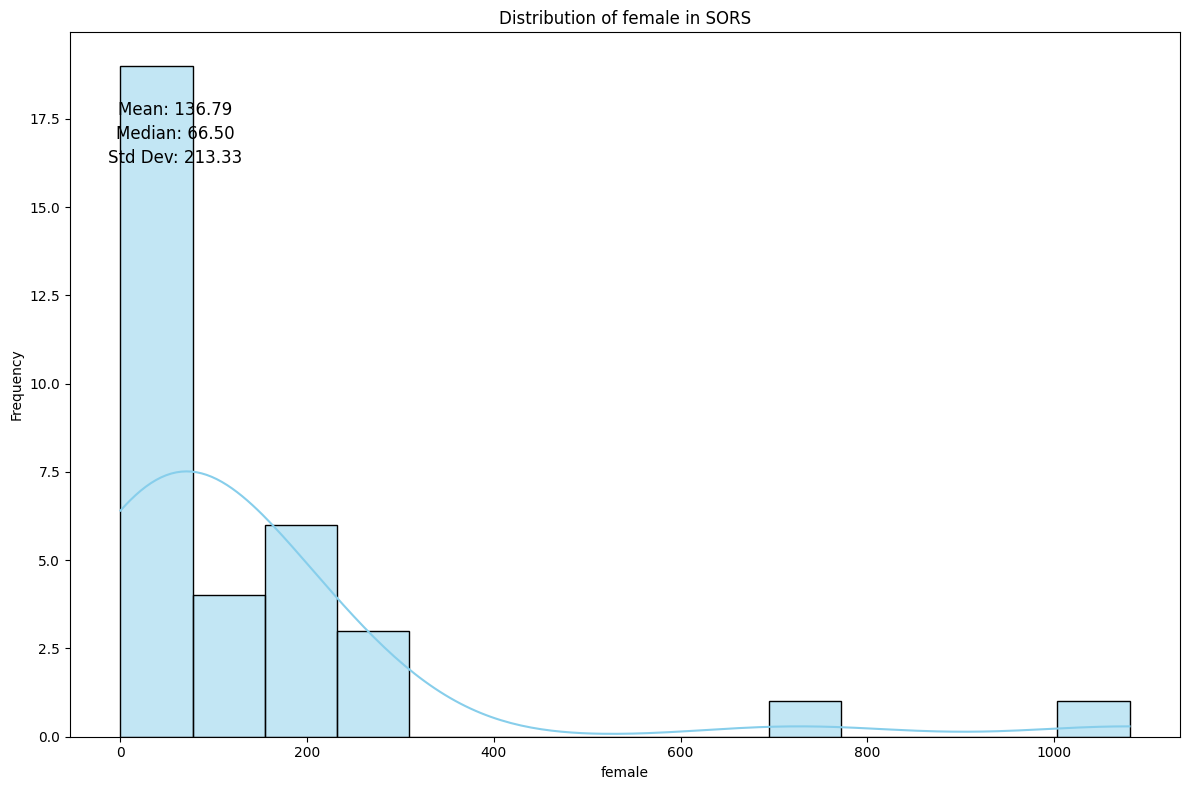 Distribution of female in SORS
Mean: 136.79
Median: 66.50
Std Dev: 213.33
17.5
15.0
12.5
10.0
7.5
5.0
2.5
0.0
Frequency
0 200 400 600 800 1000
female